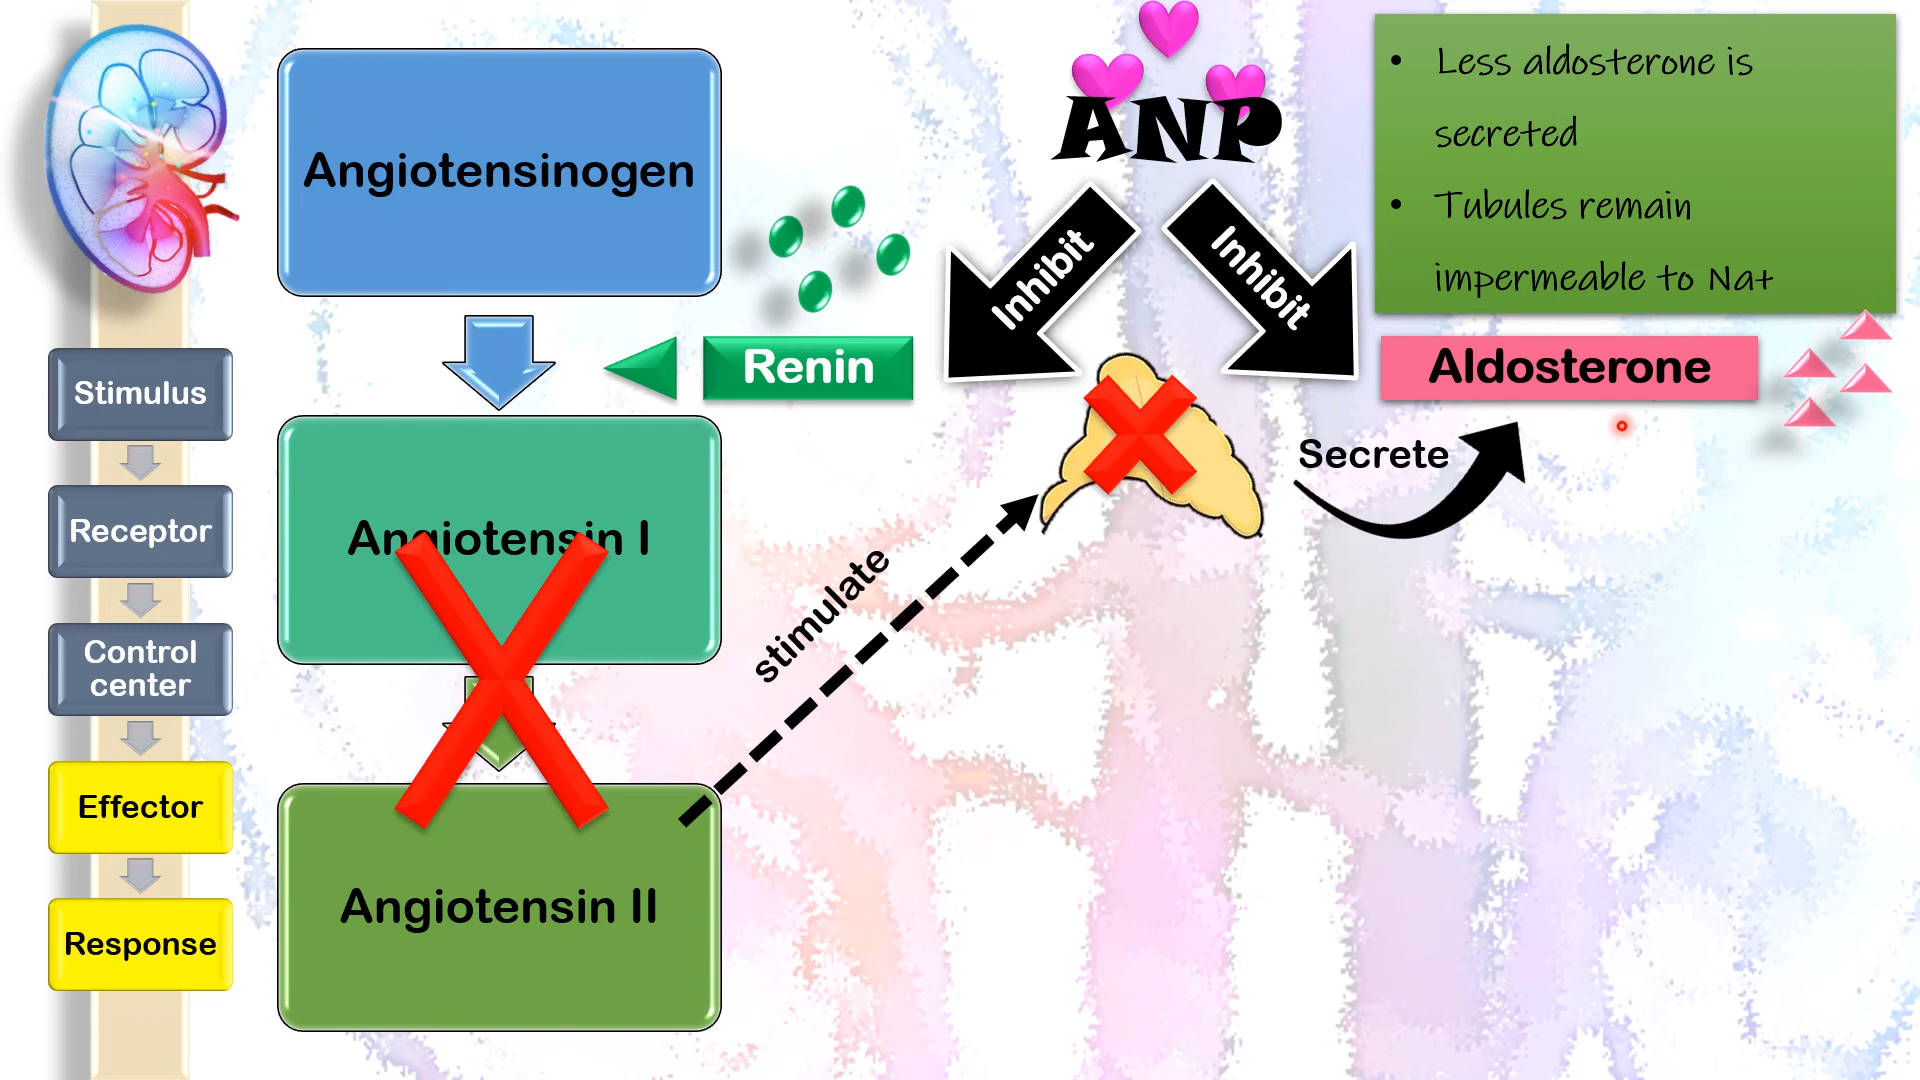 Stimulus
Receptor
Control
center
Effector
Response
Angiotensinogen
Renin
Angiotensin I
Angiotensin II
stimulate
ANP
Inhibit
Inhibit
Secrete
Aldosterone
• Less aldosterone is
secreted
• Tubules remain
impermeable to Na+